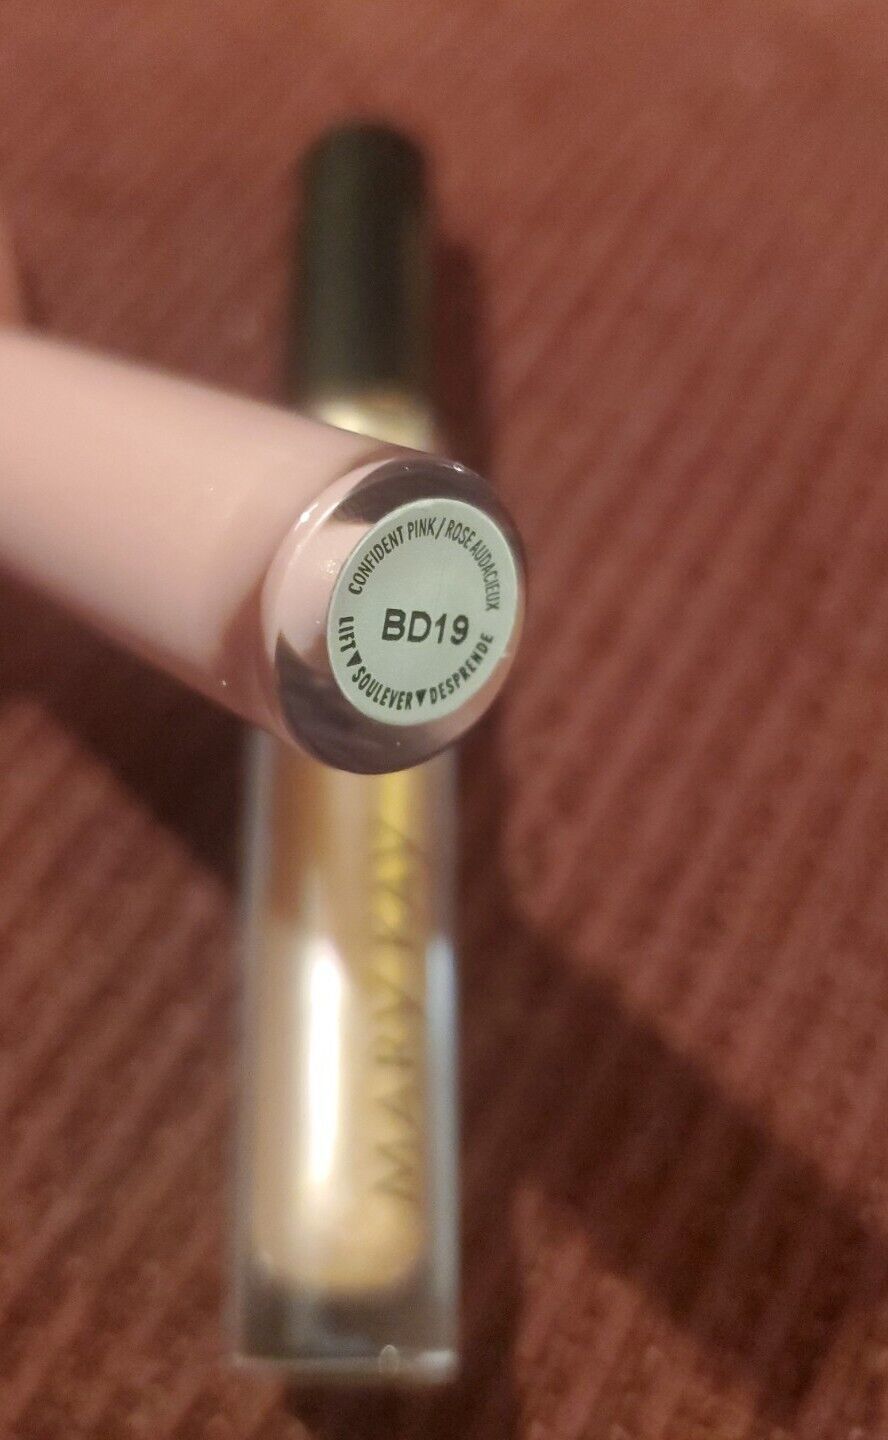 CONFIDENT PINK/ROSE AUDACIEUX
BD19
LIFT▼SOULEVER▼DESPRENDE
MARY KAY